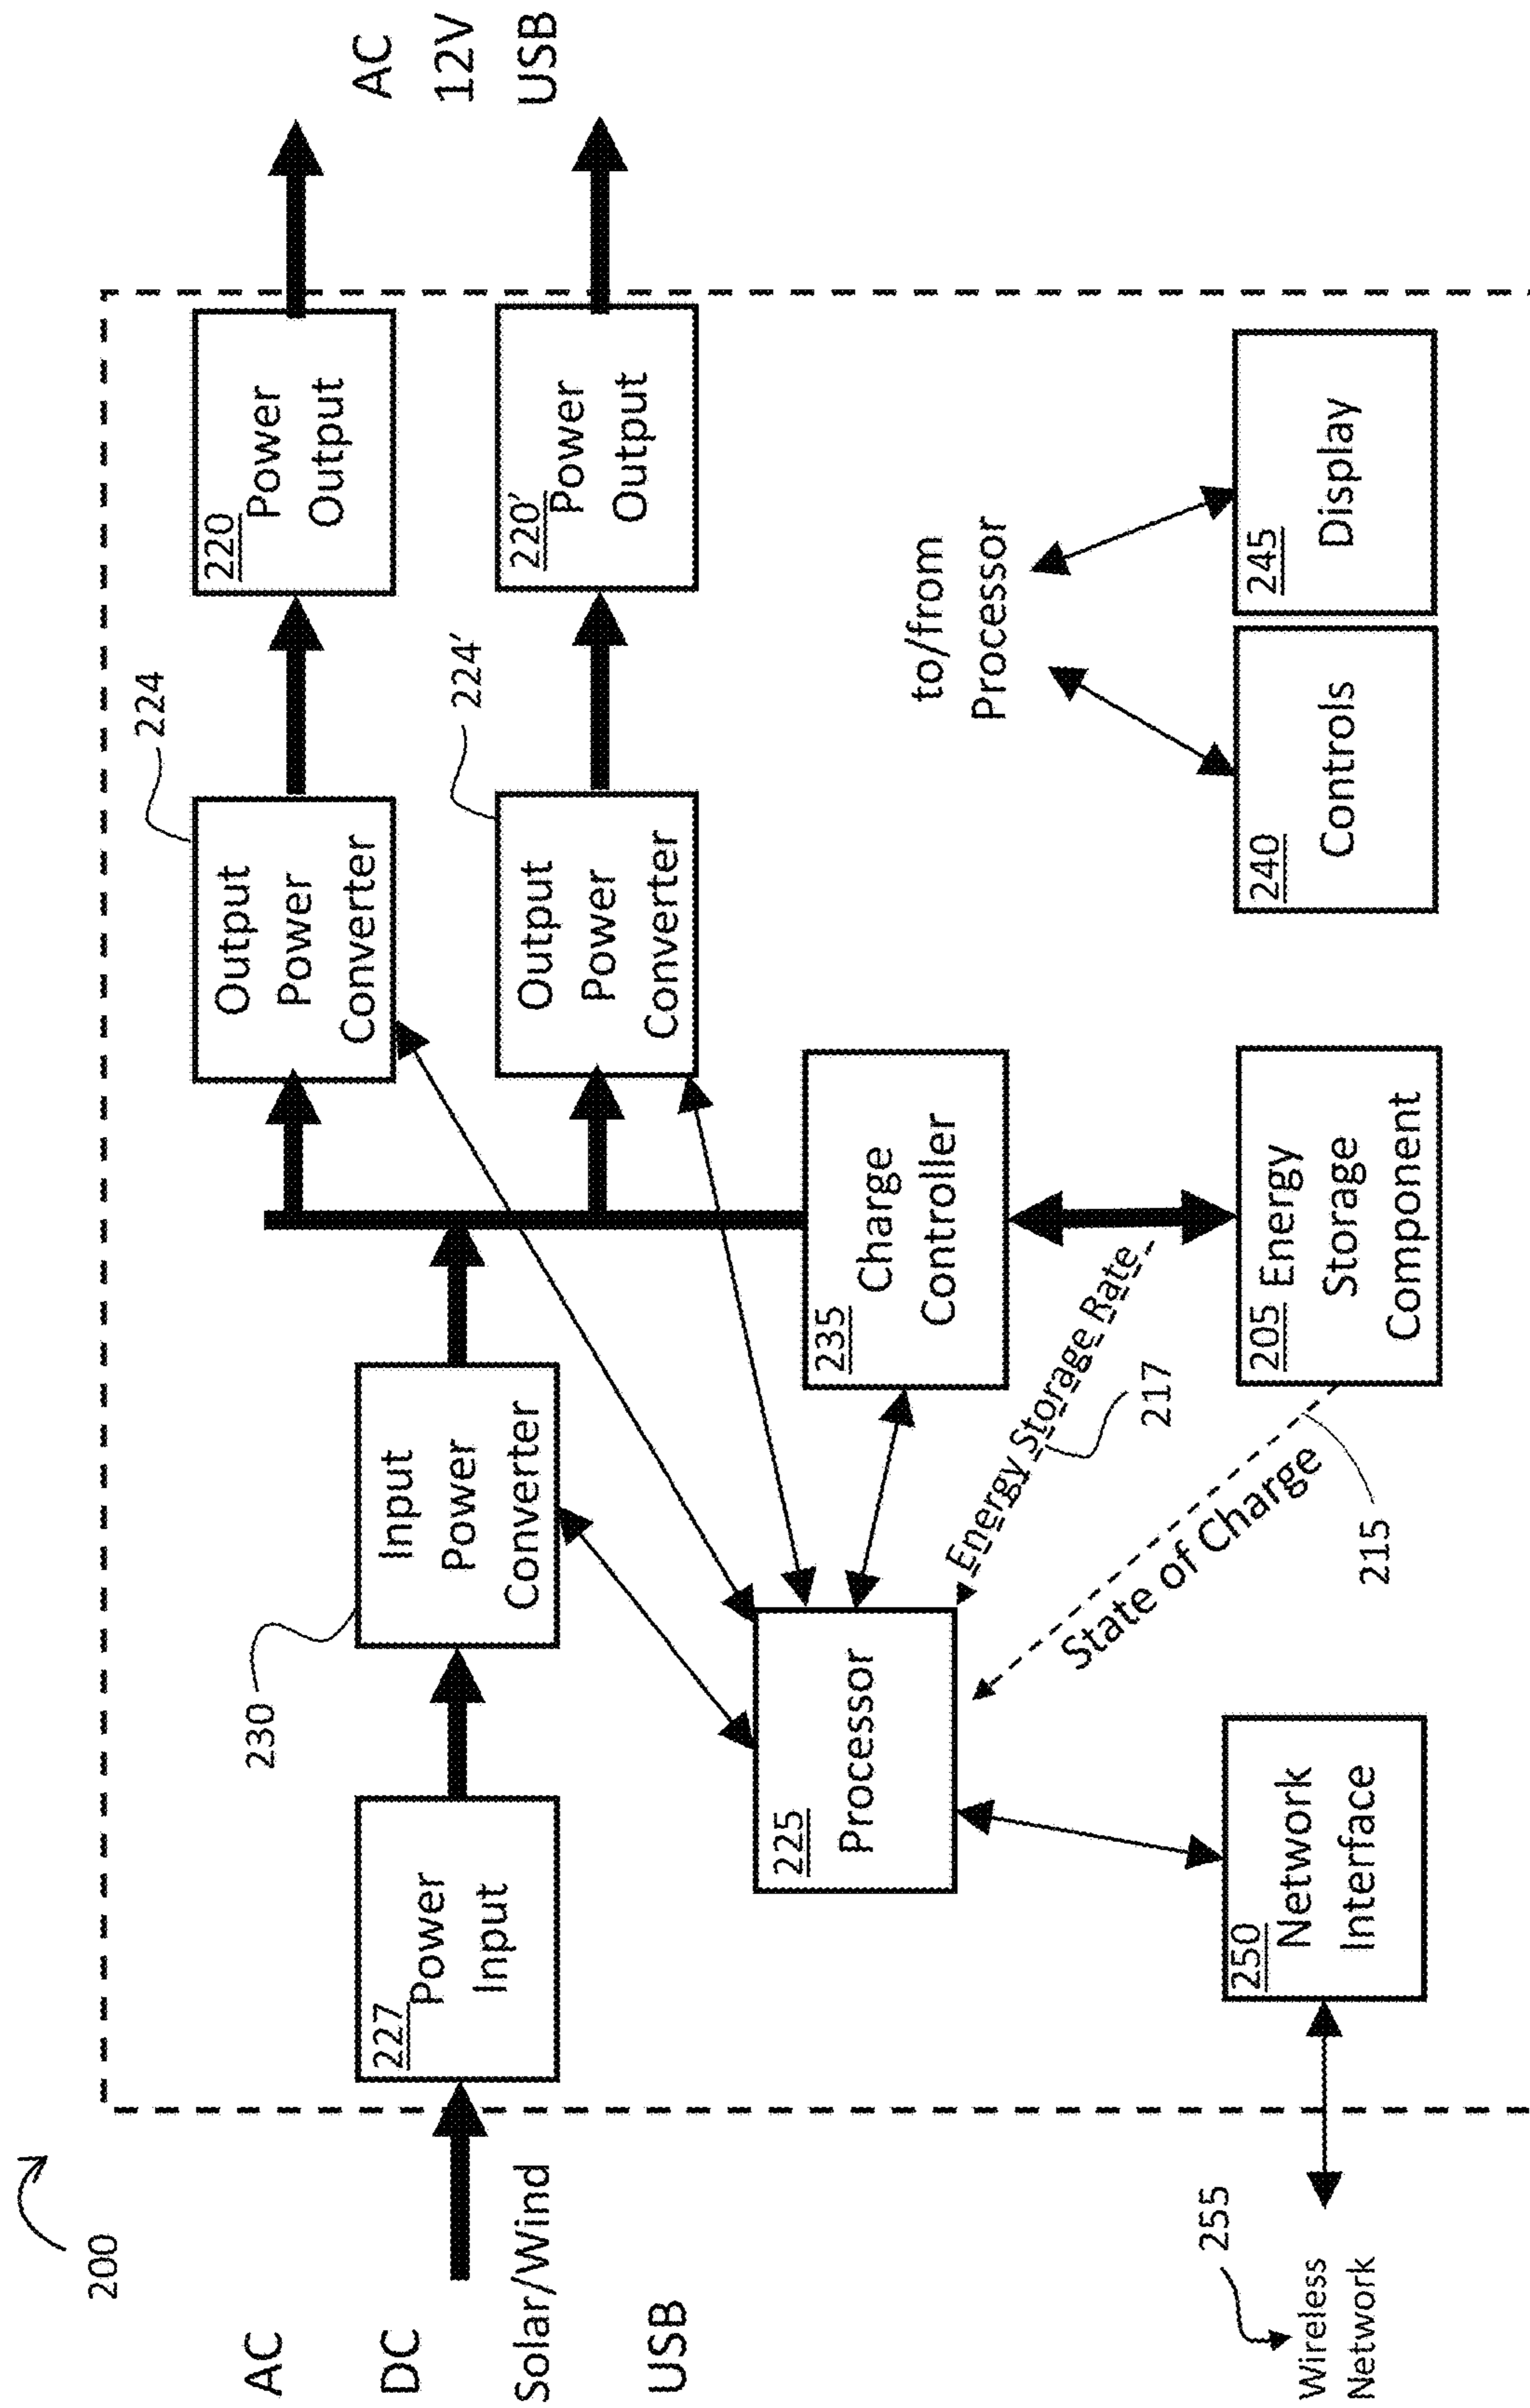 200
AC
DC
Solar/Wind
USB
227
Power
Input
230
Input
Power
Converter
224
Output
Power
Converter
220
Power
Output
224'
Output
Power
Converter
220'
Power
Output
AC
12V
USB
225
Processor
235
Charge
Controller
to/from
Processor
Energy Storage Rate
217
State of Charge
215
255
Wireless
Network
250
Network
Interface
205 Energy
Storage
Component
240
Controls
245
Display